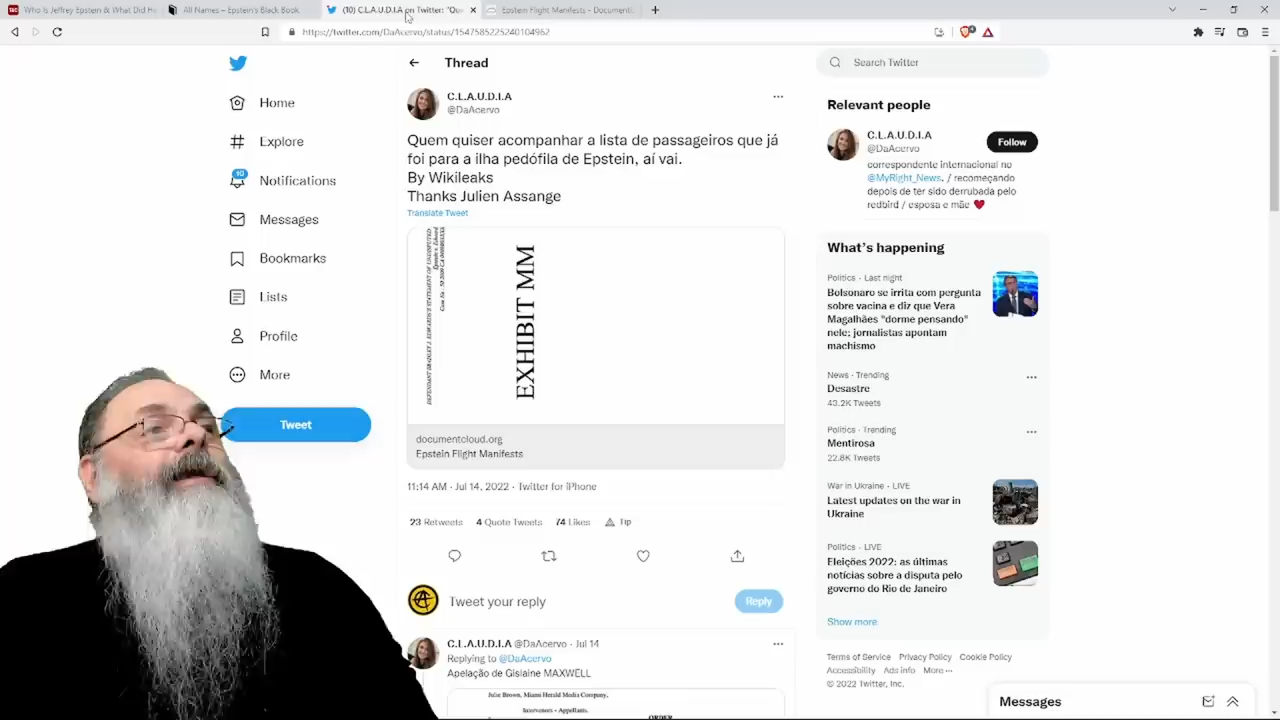 Who Is Jeffrey Epstein & What Did He
All Names – Epstein's Black Book
(10) C.L.A.U.D.I.A on Twitter: "Que
Epstein Flight Manifests - Document
https://twitter.com/DaAcervo/status/1547585225240104962
Thread
Search Twitter
Home
Explore
10
Notifications
Messages
Bookmarks
Lists
Profile
More
Tweet
C.L.A.U.D.I.A
@DaAcervo
Quem quiser acompanhar a lista de passageiros que já
foi para a ilha pedófila de Epstein, aí vai.
By Wikileaks
Thanks Julien Assange
Translate Tweet
EXHIBIT MM
documentcloud.org
Epstein Flight Manifests
11:14 AM · Jul 14, 2022 · Twitter for iPhone
23 Retweets 4 Quote Tweets 74 Likes Tip
Tweet your reply
Reply
C.L.A.U.D.I.A @DaAcervo · Jul 14
Replying to @DaAcervo
Apelação de Gislaine MAXWELL
Julie Brown, Miami Herald Media Company,
Intervenors - Appellants.
ORDER
Relevant people
C.L.A.U.D.I.A
@DaAcervo
Follow
correspondente internacional no
@MyRight_News. / recomeçando
depois de ter sido derrubada pelo
redbird / esposa e mãe
What's happening
Politics · Last night
Bolsonaro se irrita com pergunta
sobre vacina e diz que Vera
Magalhães "dorme pensando"
nele; jornalistas apontam
machismo
News · Trending
Desastre
43.2K Tweets
Politics · Trending
Mentirosa
22.8K Tweets
War in Ukraine · LIVE
Latest updates on the war in
Ukraine
Politics · LIVE
Eleições 2022: as últimas
notícias sobre a disputa pelo
governo do Rio de Janeiro
Show more
Terms of Service Privacy Policy Cookie Policy
Accessibility Ads info More
© 2022 Twitter, Inc.
Messages